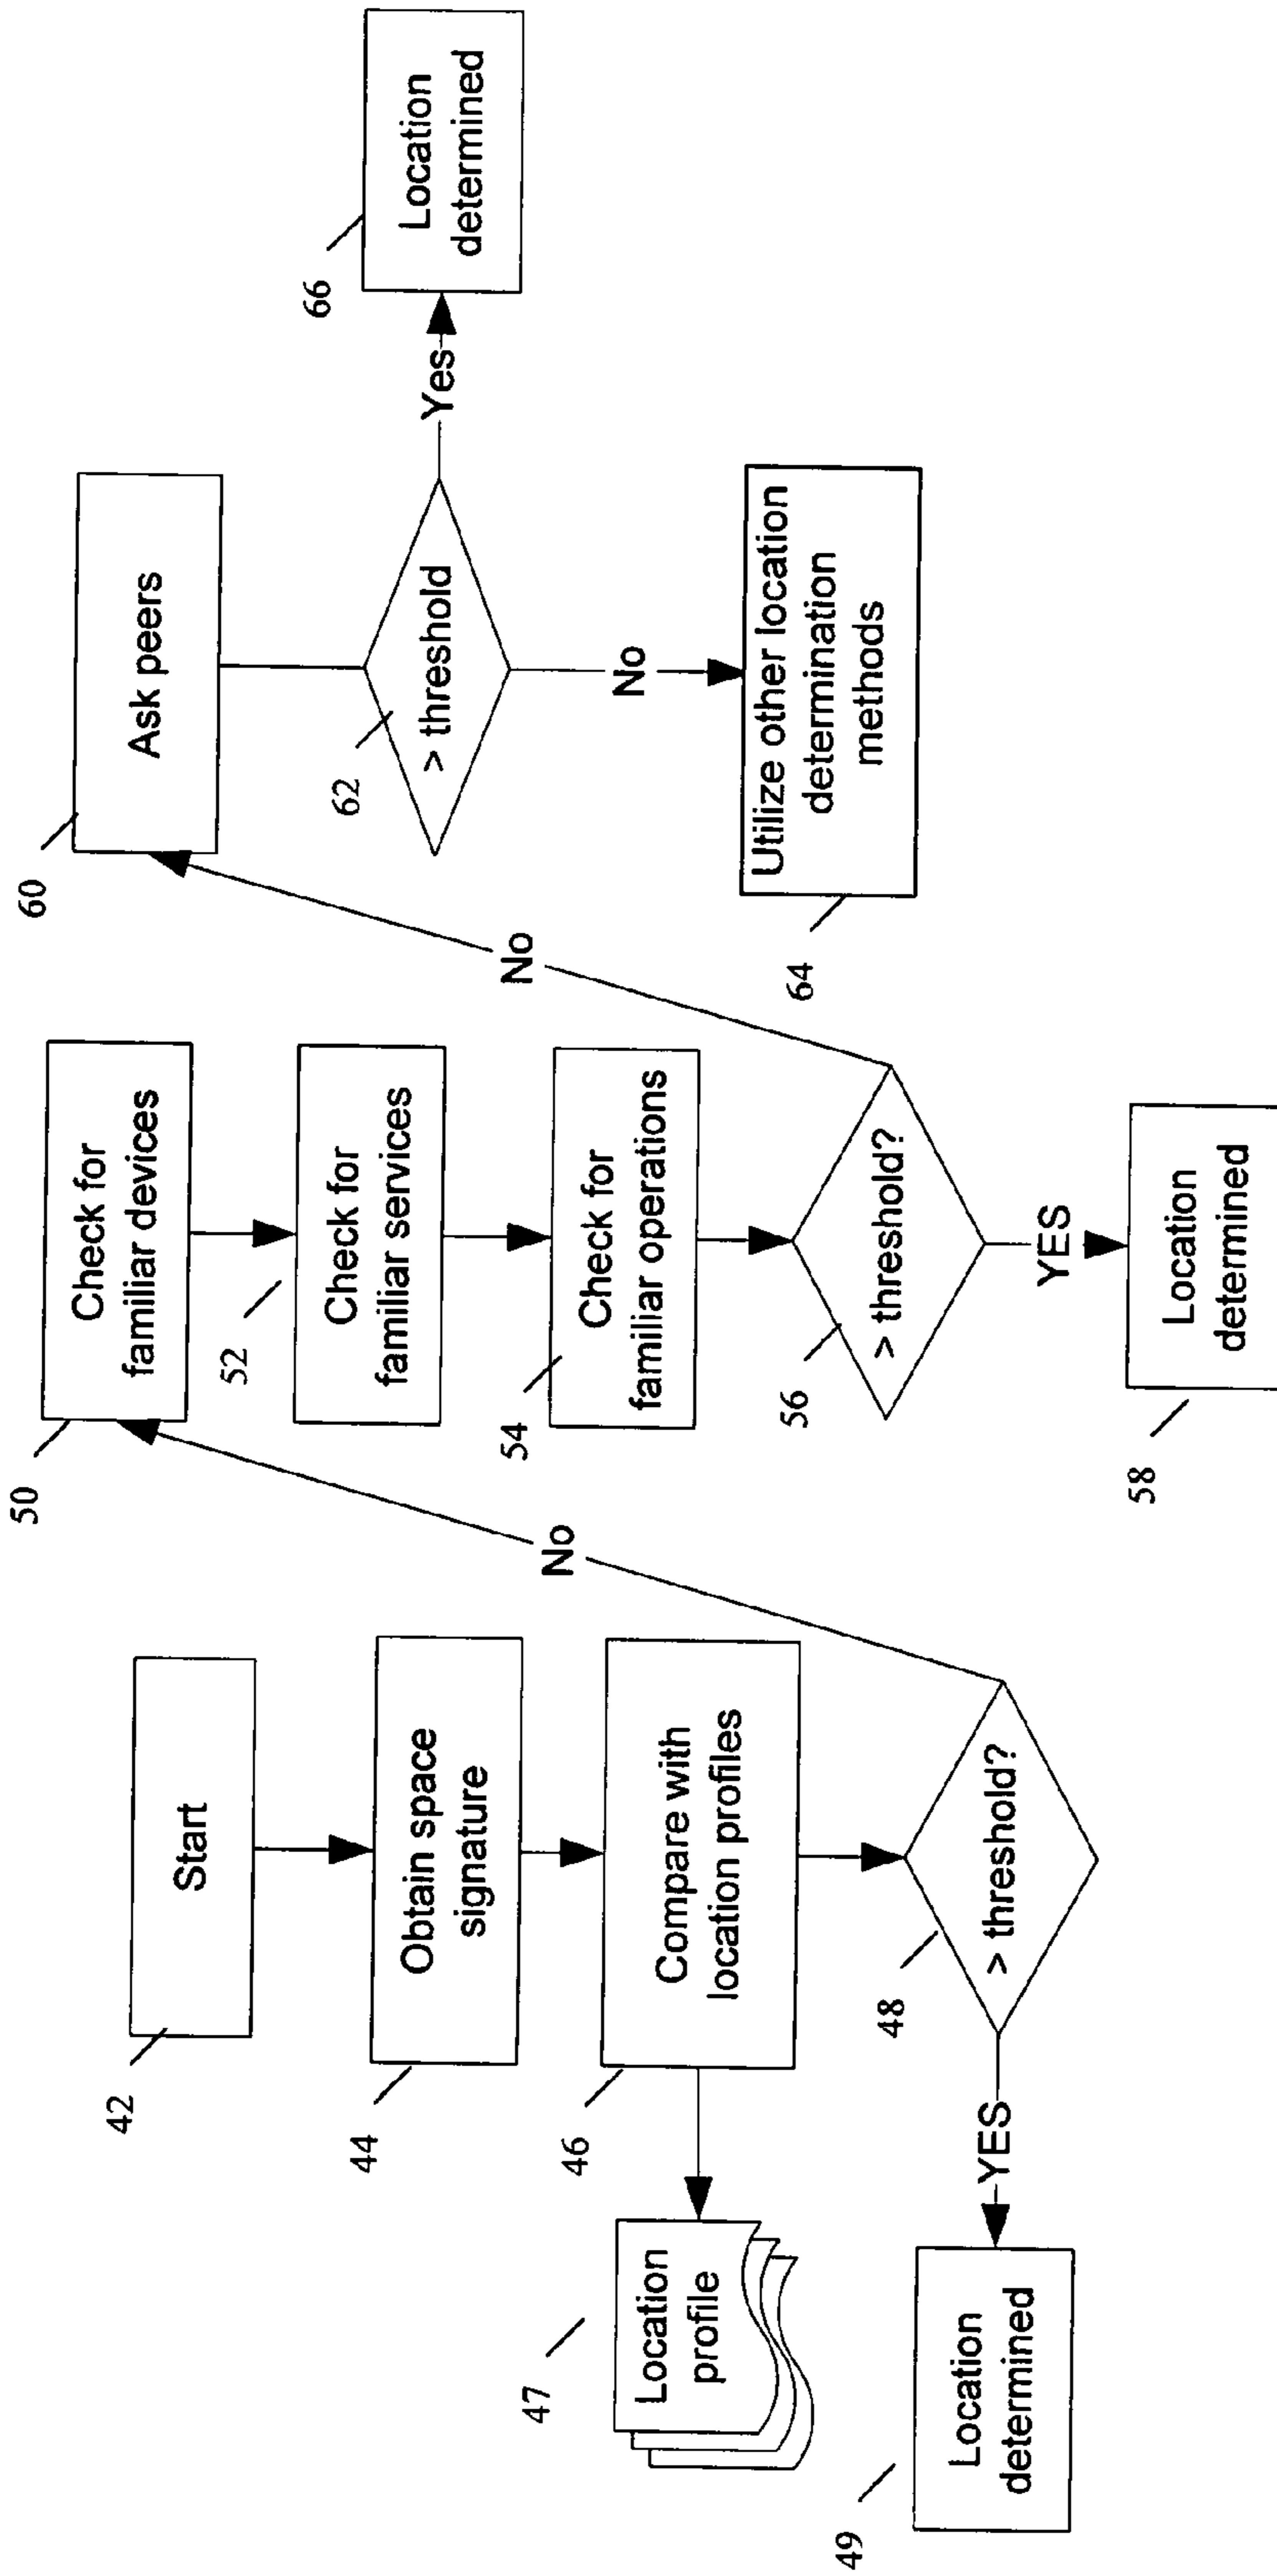 42
Start
44
Obtain space
signature
46
Compare with
location profiles
47
Location
profile
48
> threshold?
YES
49
Location
determined
No
50
Check for
familiar devices
52
Check for
familiar services
54
Check for
familiar operations
56
> threshold?
YES
58
Location
determined
No
60
Ask peers
62
> threshold
Yes
66
Location
determined
No
64
Utilize other location
determination
methods